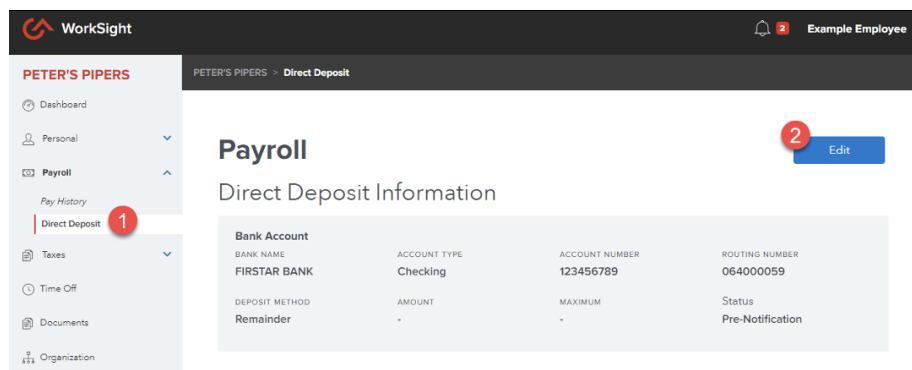 WorkSight
2
Example Employee
PETER'S PIPERS
PETER'S PIPERS > Direct Deposit
Dashboard
Personal
Payroll
Pay History
Direct Deposit
1
Taxes
Time Off
Documents
Organization
Payroll
2
Edit
Direct Deposit Information
Bank Account
BANK NAME ACCOUNT TYPE ACCOUNT NUMBER ROUTING NUMBER
FIRSTAR BANK Checking 123456789 064000059
DEPOSIT METHOD AMOUNT MAXIMUM Status
Remainder - - Pre-Notification